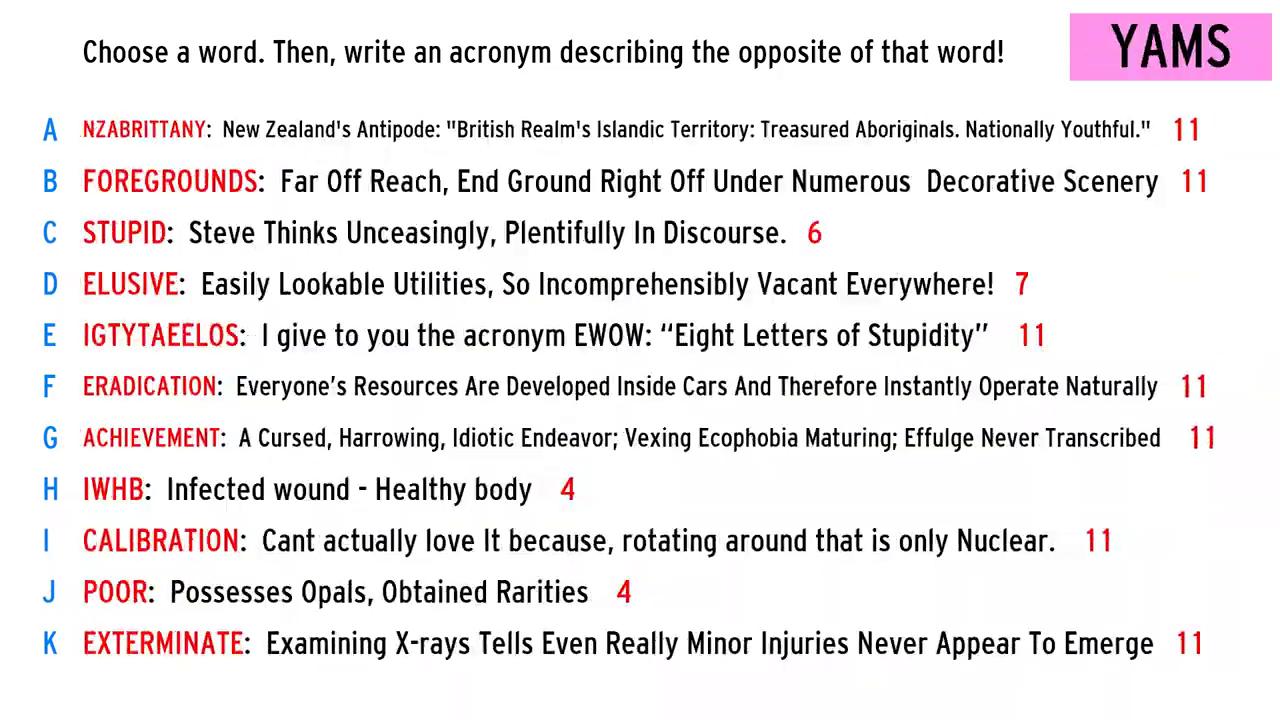 Choose a word. Then, write an acronym describing the opposite of that word!
YAMS
A NZABRITTANY: New Zealand's Antipode: "British Realm's Islandic Territory: Treasured Aboriginals. Nationally Youthful." 11
B FOREGROUNDS: Far Off Reach, End Ground Right Off Under Numerous Decorative Scenery 11
C STUPID: Steve Thinks Unceasingly, Plentifully In Discourse. 6
D ELUSIVE: Easily Lookable Utilities, So Incomprehensibly Vacant Everywhere! 7
E IGTYTAEELOS: I give to you the acronym EWOW: “Eight Letters of Stupidity” 11
F ERADICATION: Everyone’s Resources Are Developed Inside Cars And Therefore Instantly Operate Naturally 11
G ACHIEVEMENT: A Cursed, Harrowing, Idiotic Endeavor; Vexing Ecophobia Maturing; Effulge Never Transcribed 11
H IWHB: Infected wound - Healthy body 4
I CALIBRATION: Cant actually love It because, rotating around that is only Nuclear. 11
J POOR: Possesses Opals, Obtained Rarities 4
K EXTERMINATE: Examining X-rays Tells Even Really Minor Injuries Never Appear To Emerge 11